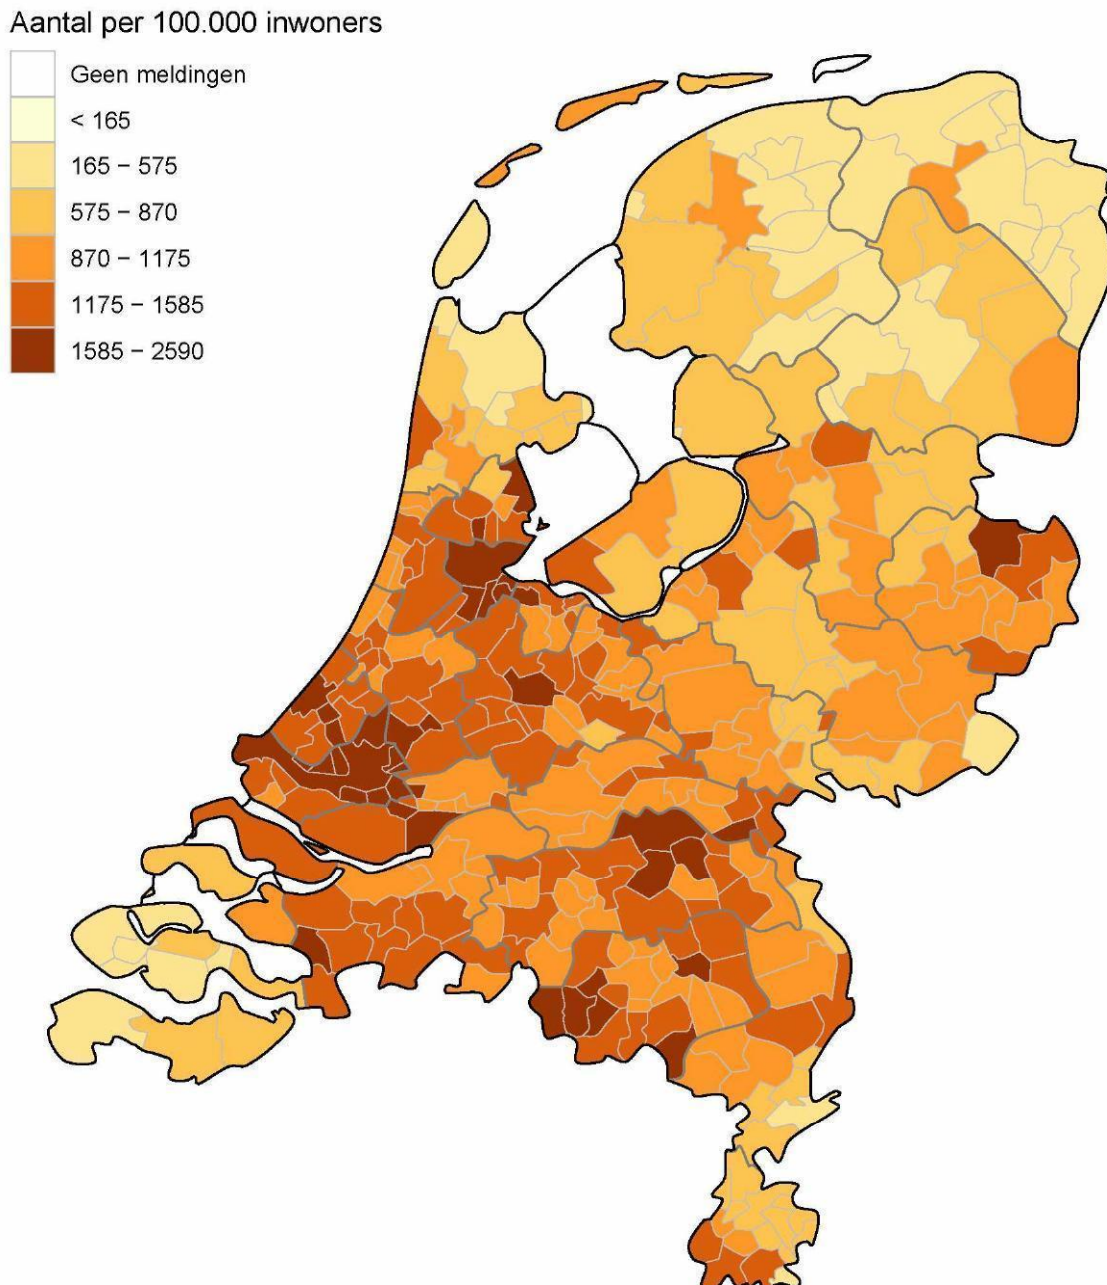 Aantal per 100.000 inwoners
Geen meldingen
< 165
165 – 575
575 – 870
870 – 1175
1175 – 1585
1585 – 2590